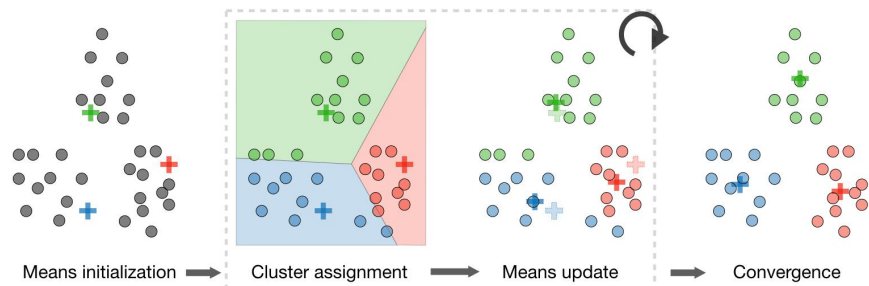 Means initialization
Cluster assignment
Means update
Convergence